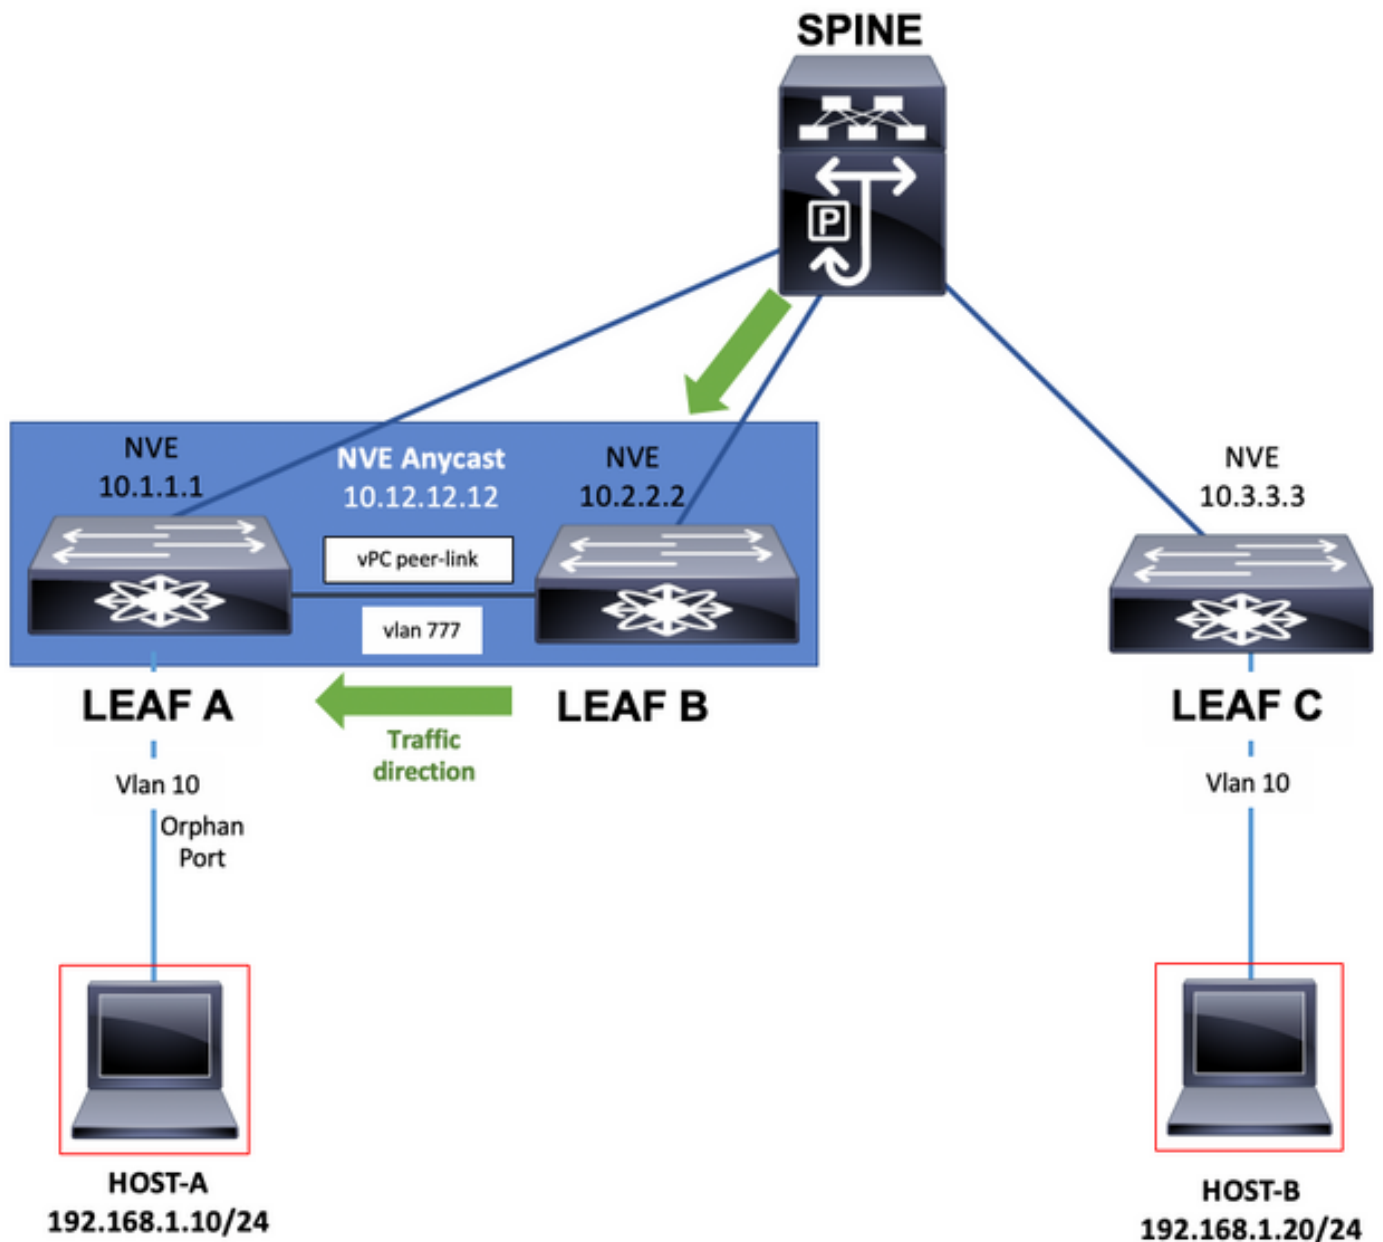 SPINE
P
NVE
10.1.1.1
NVE Anycast
10.12.12.12
NVE
10.2.2.2
NVE
10.3.3.3
vPC peer-link
vlan 777
LEAF A
LEAF B
LEAF C
Traffic
direction
Vlan 10
Orphan
Port
Vlan 10
HOST-A
192.168.1.10/24
HOST-B
192.168.1.20/24